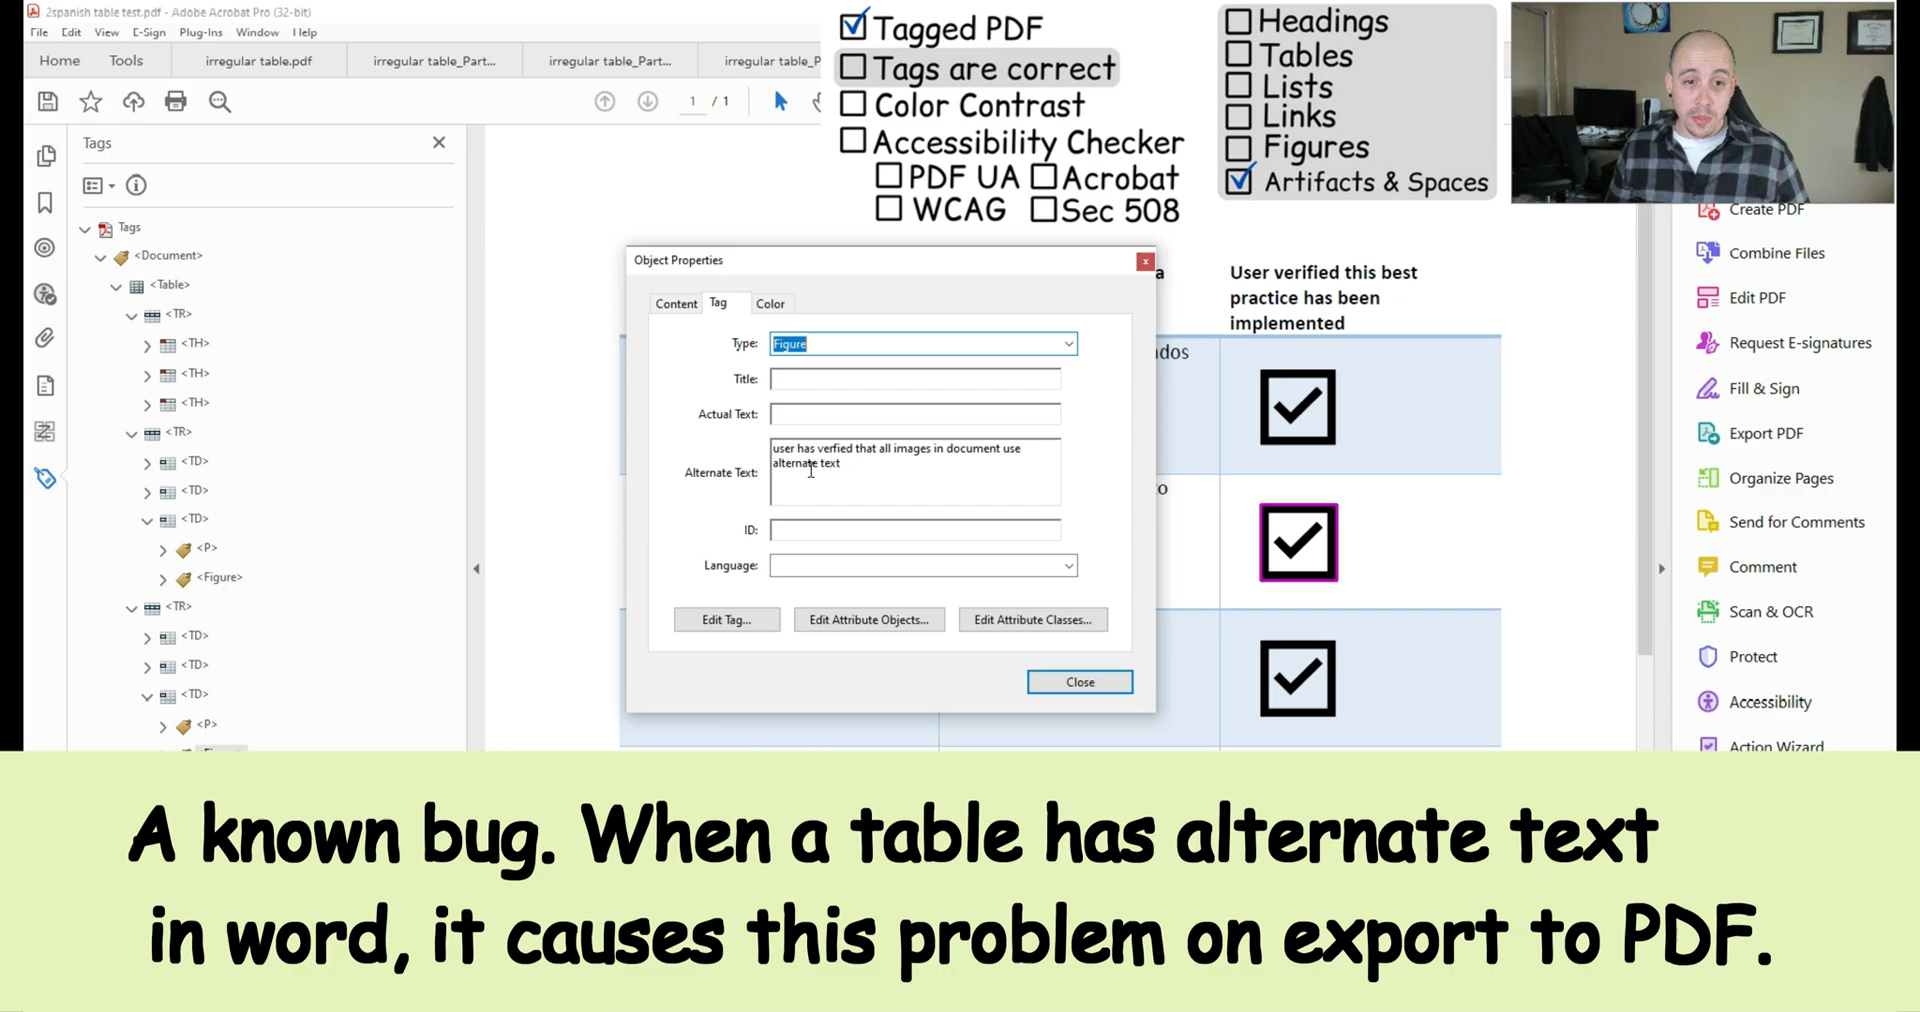 2spanish table test.pdf - Adobe Acrobat Pro (32-bit)
File Edit View E-Sign Plug-Ins Window Help
Home Tools irregular table.pdf irregular table_Part... irregular table_Part... irregular table_P
1 / 1
Tagged PDF
Tags are correct
Color Contrast
Accessibility Checker
PDF UA Acrobat
WCAG Sec 508
Headings
Tables
Lists
Links
Figures
Artifacts & Spaces
Tags
Tags
<Document>
<Table>
<TR>
<TH>
<TH>
<TH>
<TR>
<TD>
<TD>
<TD>
<P>
<Figure>
<TR>
<TD>
<TD>
<TD>
<P>
Object Properties
Content Tag Color
Type: Figure
Title:
Actual Text:
Alternate Text: user has verfied that all images in document use
alternate text
ID:
Language:
Edit Tag... Edit Attribute Objects... Edit Attribute Classes...
Close
a
User verified this best
practice has been
implemented
dos
o
Create PDF
Combine Files
Edit PDF
Request E-signatures
Fill & Sign
Export PDF
Organize Pages
Send for Comments
Comment
Scan & OCR
Protect
Accessibility
Action Wizard
A known bug. When a table has alternate text
in word, it causes this problem on export to PDF.